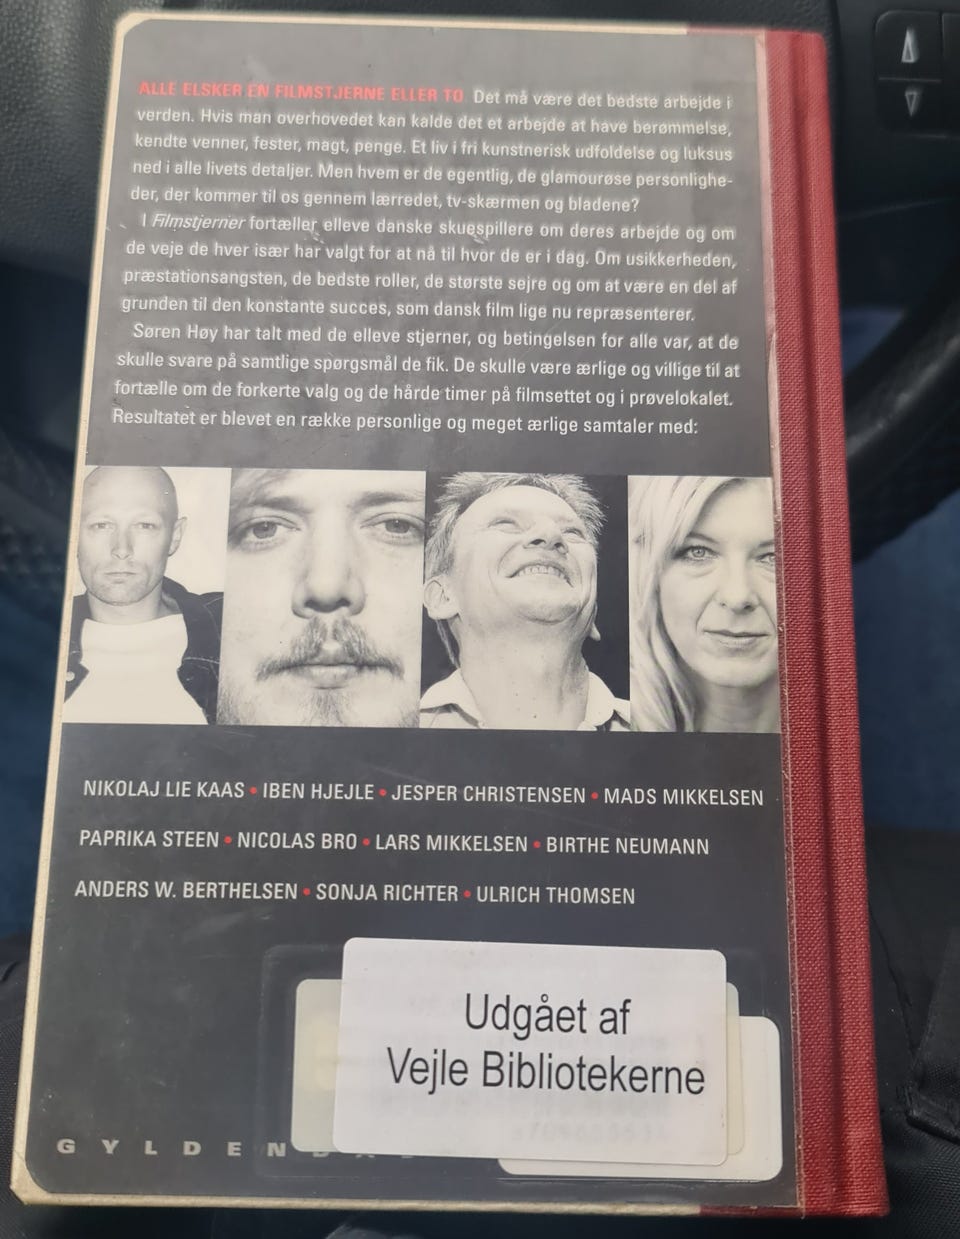 ALLE ELSKER EN FILMSTJERNE ELLER TO. Det må være det bedste arbejde i
verden. Hvis man overhovedet kan kalde det et arbejde at have berømmelse,
kendte venner, fester, magt, penge. Et liv i fri kunstnerisk udfoldelse og luksus
ned i alle livets detaljer. Men hvem er de egentlig, de glamourøse personlighe-
der, der kommer til os gennem lærredet, tv-skærmen og bladene?
I Filmstjerner fortæller elleve danske skuespillere om deres arbejde og om
de veje de hver især har valgt for at nå til hvor de er i dag. Om usikkerheden,
præstationsangsten, de bedste roller, de største sejre og om at være en del af
grunden til den konstante succes, som dansk film lige nu repræsenterer.
Søren Høy har talt med de elleve stjerner, og betingelsen for alle var, at de
skulle svare på samtlige spørgsmål de fik. De skulle være ærlige og villige til at
fortælle om de forkerte valg og de hårde timer på filmsettet og i prøvelokalet.
Resultatet er blevet en række personlige og meget ærlige samtaler med:
NIKOLAJ LIE KAAS • IBEN HJEJLE • JESPER CHRISTENSEN • MADS MIKKELSEN
PAPRIKA STEEN • NICOLAS BRO • LARS MIKKELSEN • BIRTHE NEUMANN
ANDERS W. BERTHELSEN • SONJA RICHTER • ULRICH THOMSEN
Udgået af
Vejle Bibliotekerne
GYLDEN